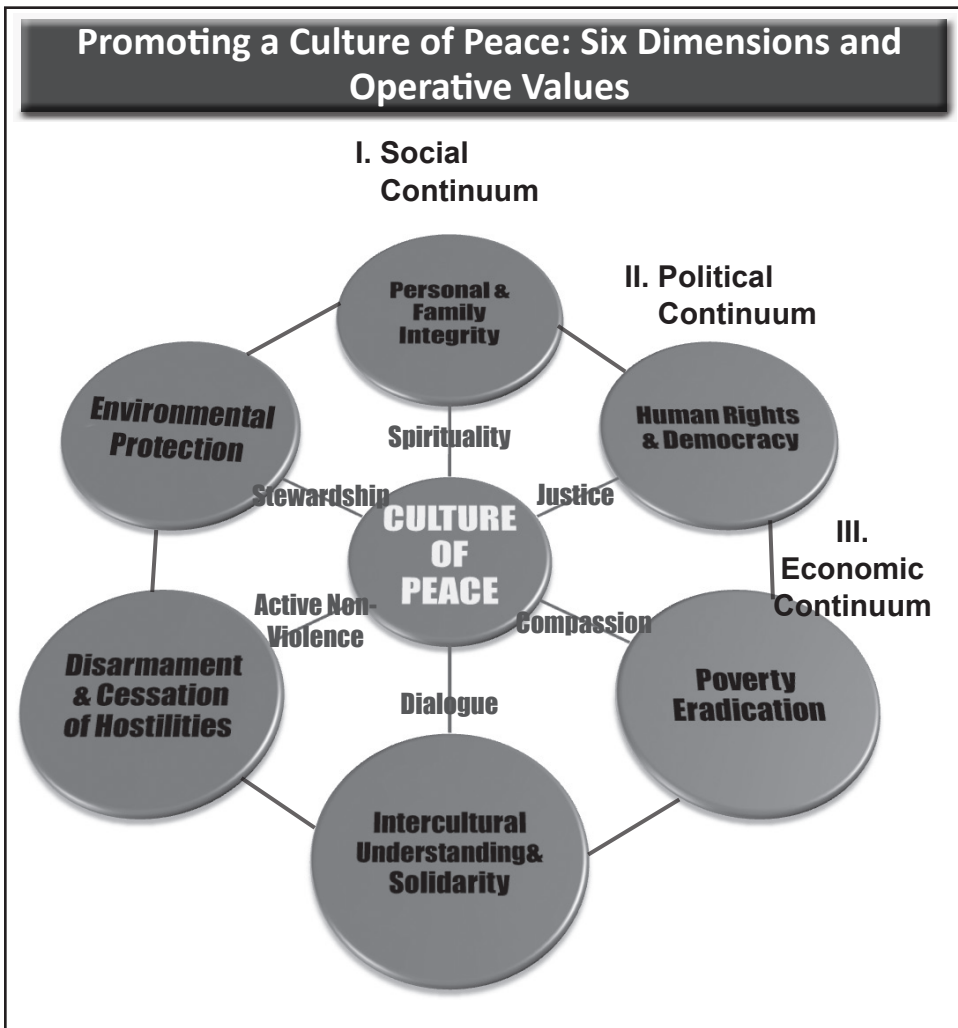 Promoting a Culture of Peace: Six Dimensions and
Operative Values
I. Social
Continuum
Personal &
Family
Integrity
II. Political
Continuum
Human Rights
& Democracy
III.
Economic
Continuum
Poverty
Eradication
Intercultural
Understanding&
Solidarity
Disarmament
& Cessation
of Hostilities
Environmental
Protection
Spirituality
Justice
Compassion
Dialogue
Active Non-
Violence
Stewardship
CULTURE
OF
PEACE